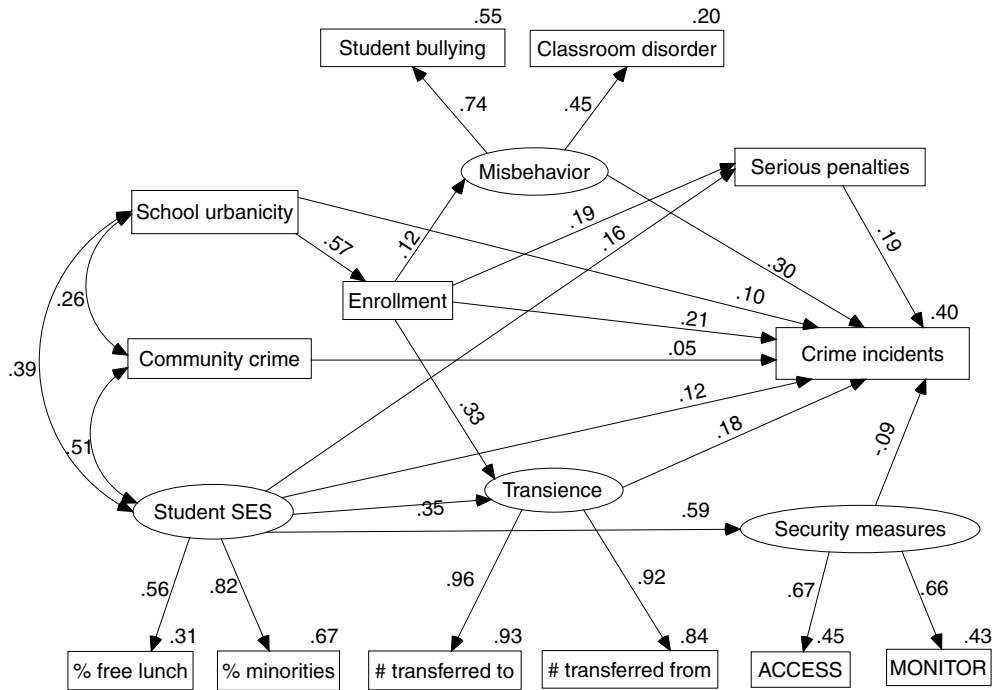 .55
.20
Student bullying
Classroom disorder
.74
.45
Misbehavior
Serious penalties
School urbanicity
.19
.16
.12
.57
.19
.30
.26
Enrollment
.10
.21
.40
Community crime
.05
Crime incidents
.39
.33
.12
.18
-.09
.51
Student SES
.35
Transience
.59
Security measures
.56
.82
.96
.92
.67
.66
.31
.67
.93
.84
.45
.43
% free lunch
% minorities
# transferred to
# transferred from
ACCESS
MONITOR